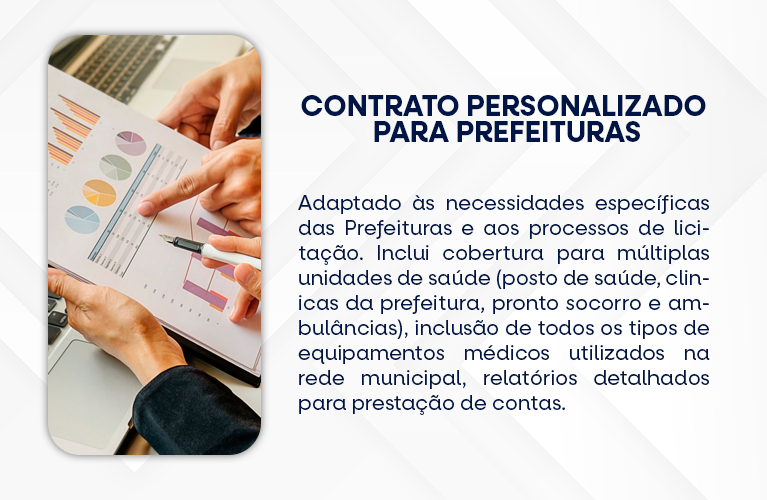 CONTRATO PERSONALIZADO
PARA PREFEITURAS
Adaptado às necessidades específicas
das Prefeituras e aos processos de lici-
tação. Inclui cobertura para múltiplas
unidades de saúde (posto de saúde, clin-
icas da prefeitura, pronto socorro e am-
bulâncias), inclusão de todos os tipos de
equipamentos médicos utilizados na
rede municipal, relatórios detalhados
para prestação de contas.